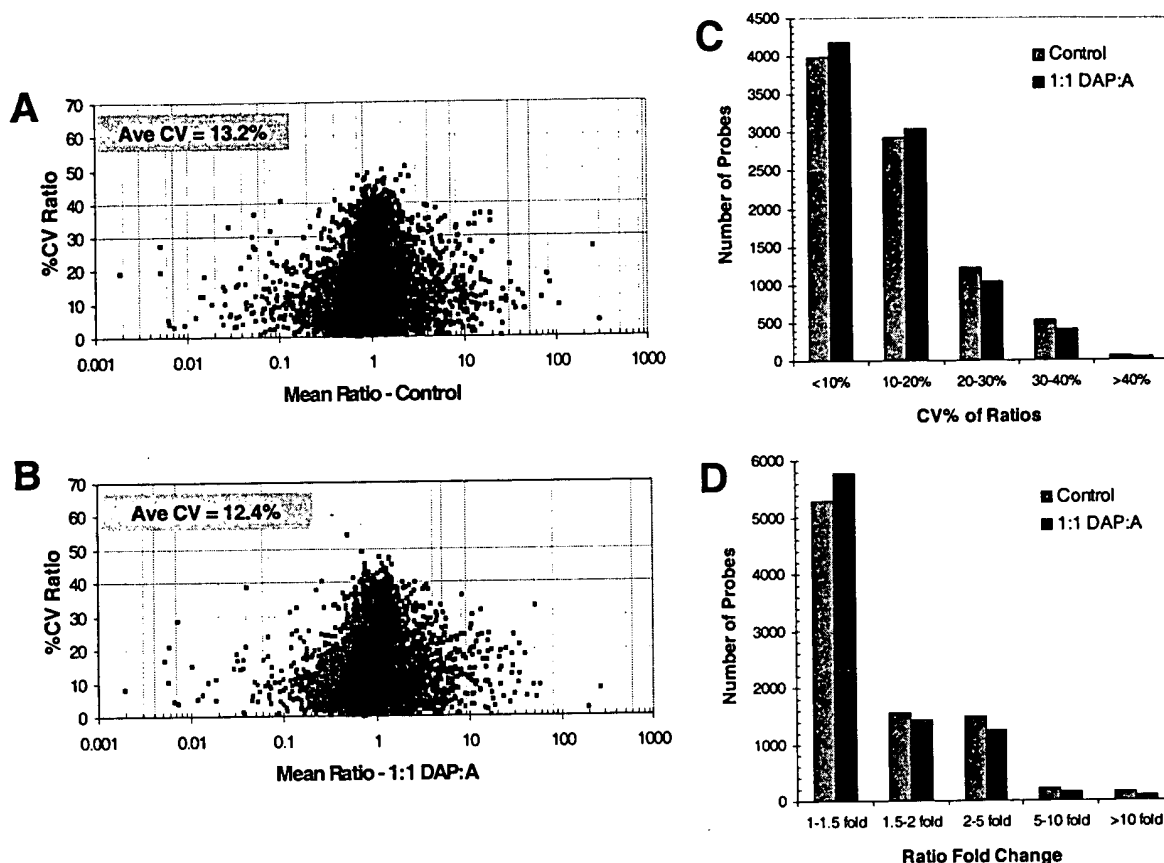 A
70
60
50
40
30
20
10
0
%CV Ratio
Ave CV = 13.2%
0.001 0.01 0.1 1 10 100 1000
Mean Ratio - Control
B
70
60
50
40
30
20
10
0
%CV Ratio
Ave CV = 12.4%
0.001 0.01 0.1 1 10 100 1000
Mean Ratio - 1:1 DAP:A
C
4500
4000
3500
3000
2500
2000
1500
1000
500
0
Number of Probes
Control
1:1 DAP:A
<10% 10-20% 20-30% 30-40% >40%
CV% of Ratios
D
6000
5000
4000
3000
2000
1000
0
Number of Probes
Control
1:1 DAP:A
1-1.5 fold 1.5-2 fold 2-5 fold 5-10 fold >10 fold
Ratio Fold Change